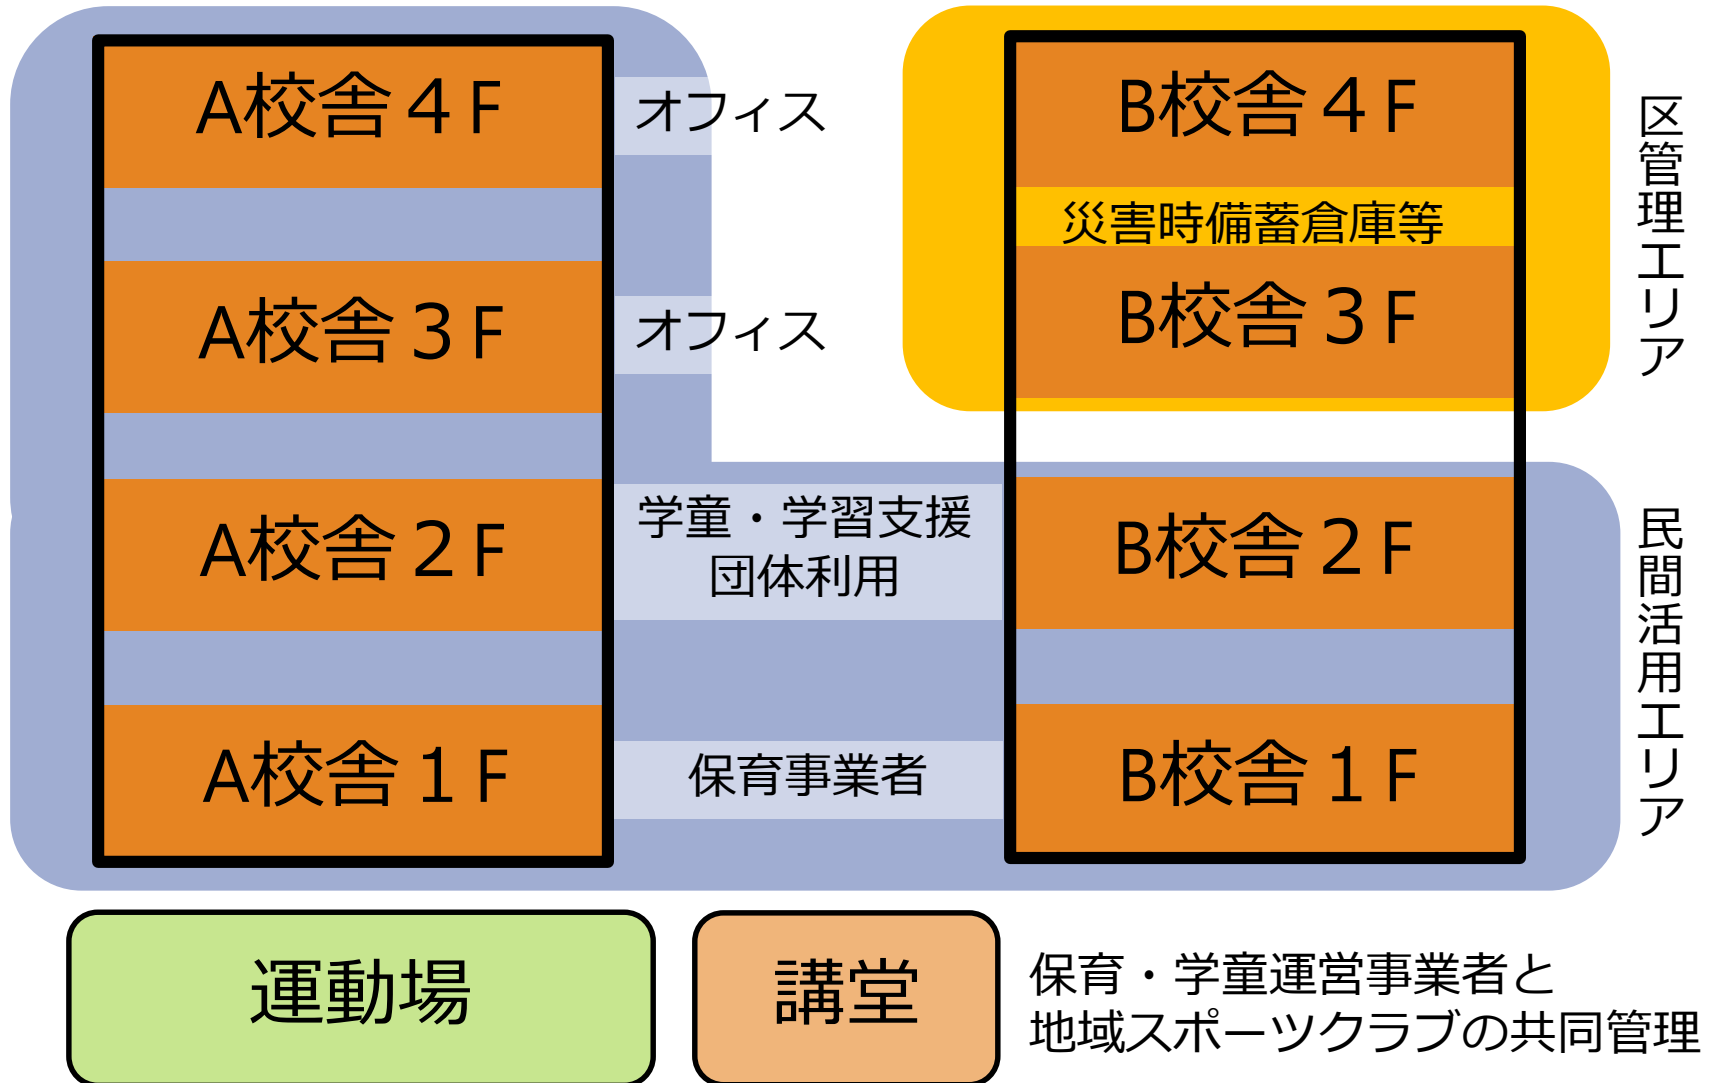 A校舎４F
オフィス
B校舎４F
災害時備蓄倉庫等
A校舎３F
オフィス
B校舎３F
区管理エリア
A校舎２F
学童・学習支援
団体利用
B校舎２F
A校舎１F
保育事業者
B校舎１F
民間活用エリア
運動場
講堂
保育・学童運営事業者と
地域スポーツクラブの共同管理